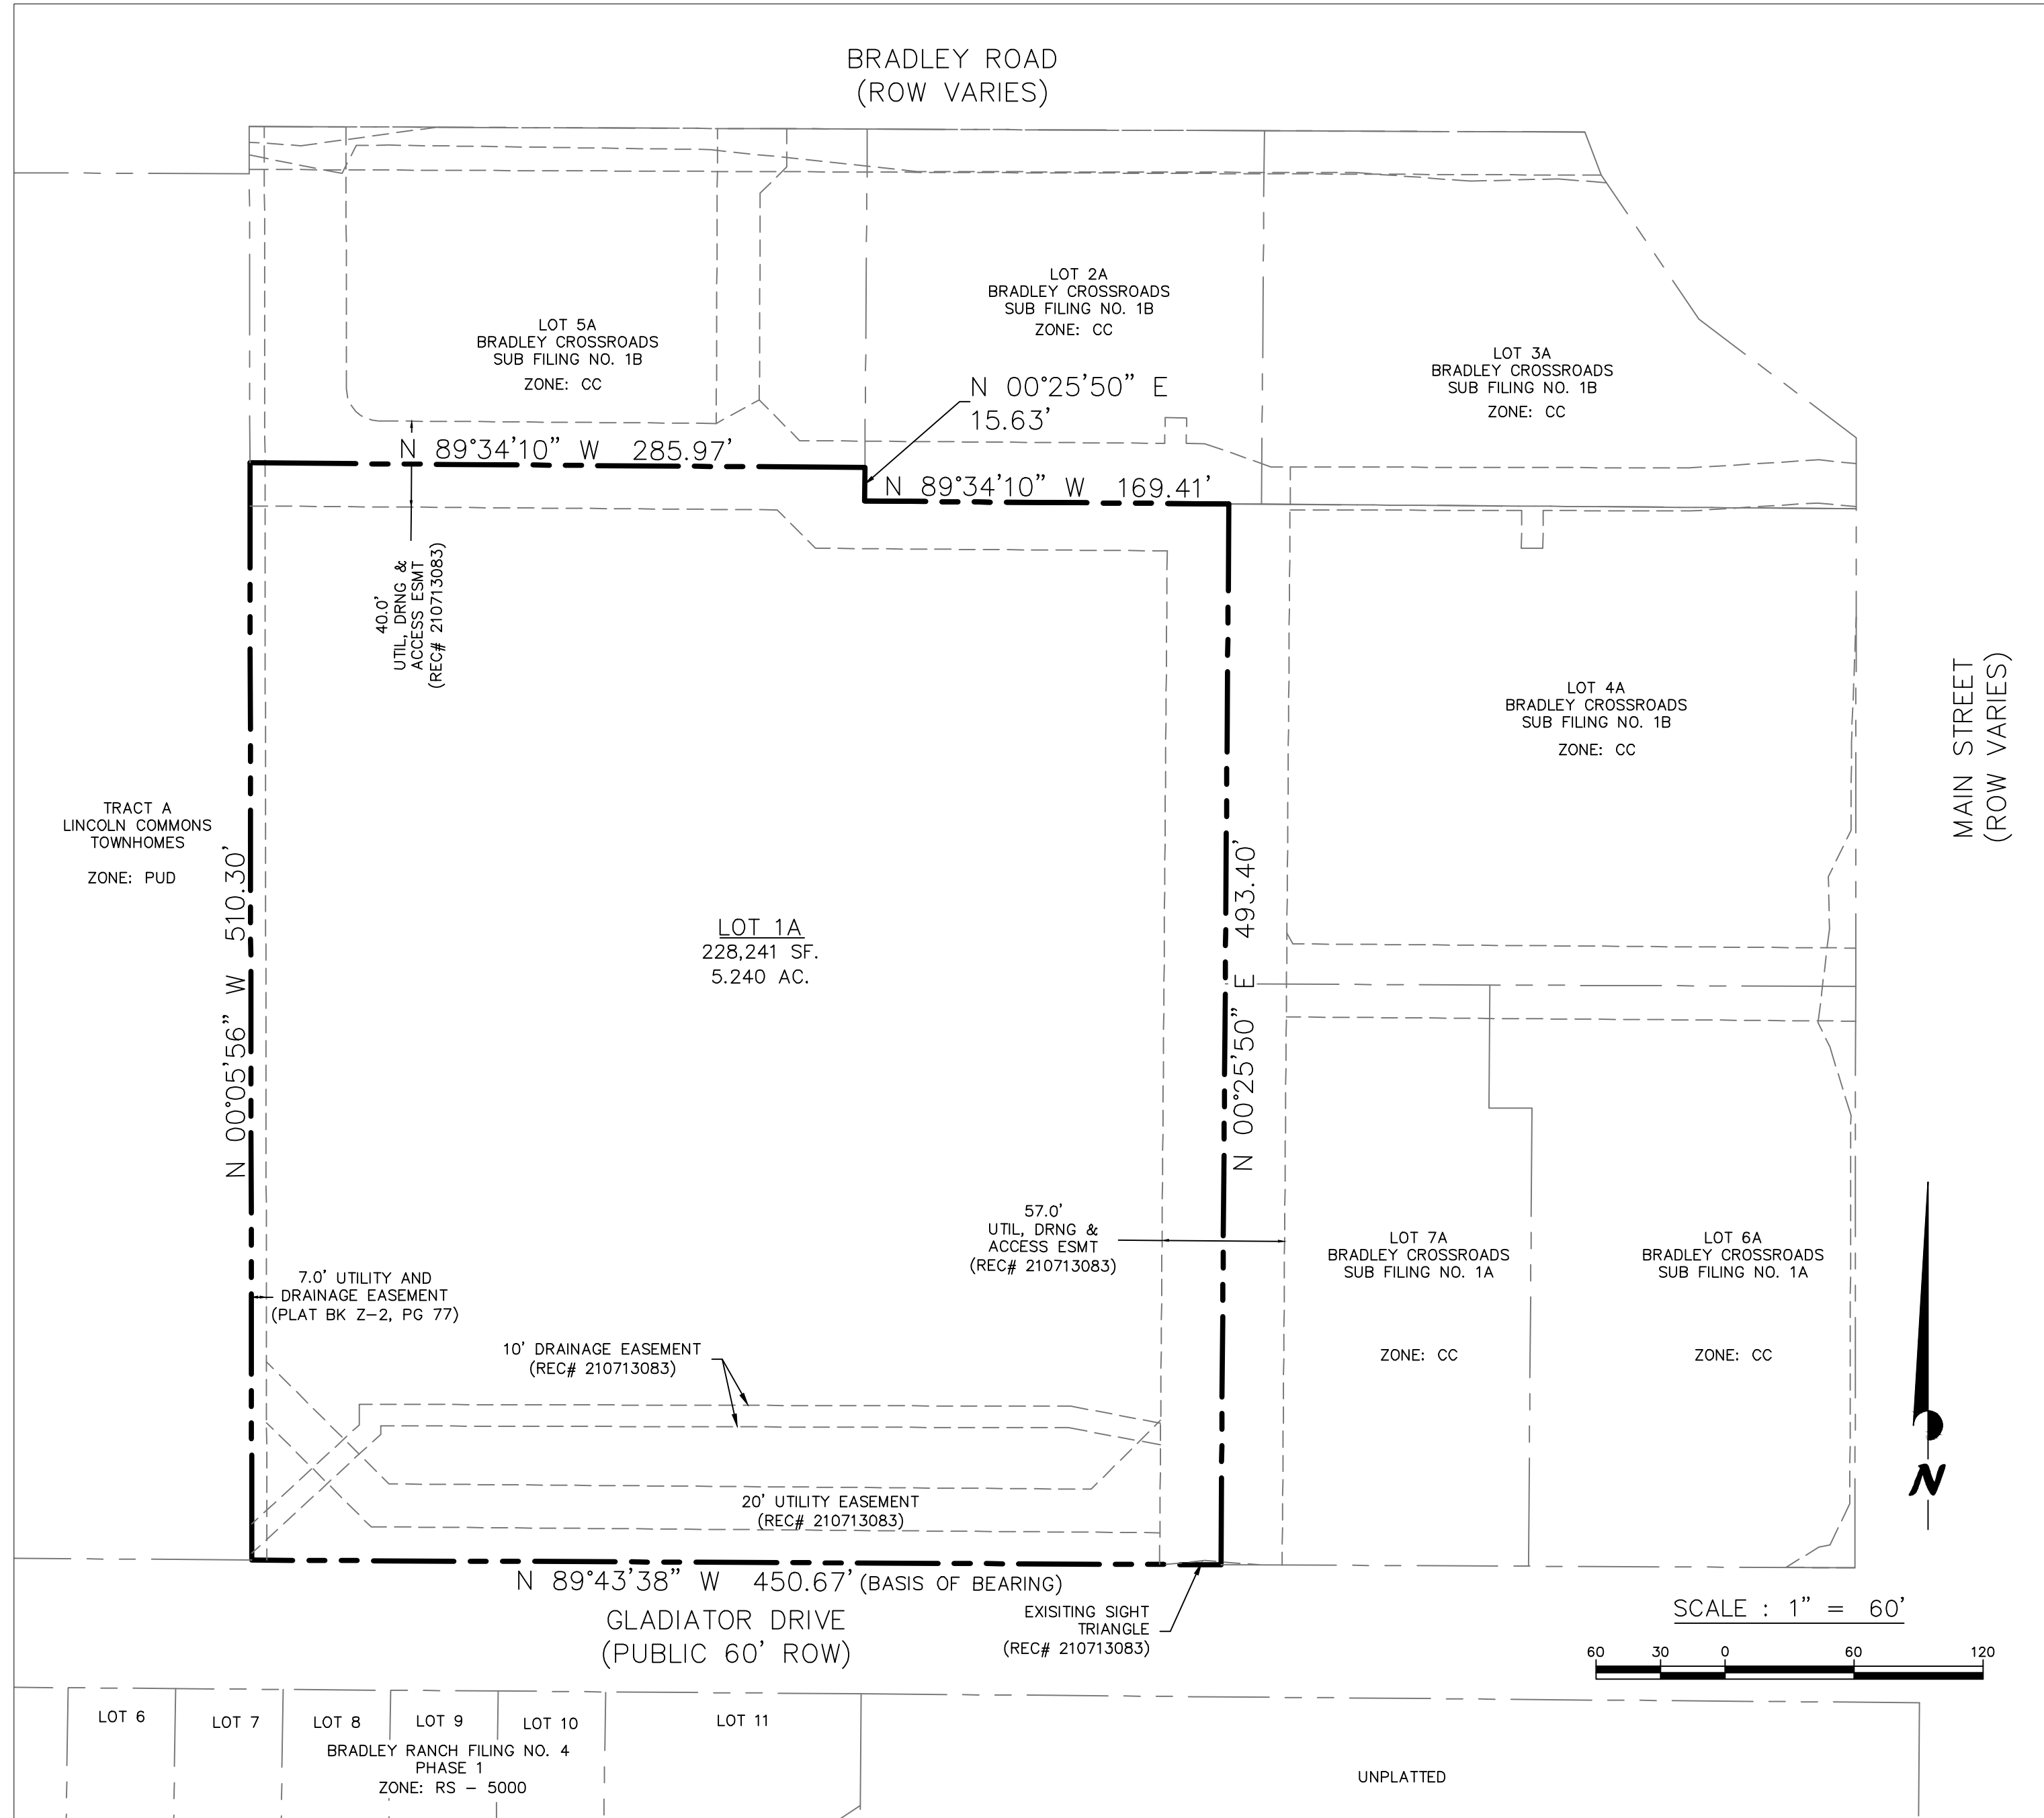 BRADLEY ROAD
(ROW VARIES)
LOT 5A
BRADLEY CROSSROADS
SUB FILING NO. 1B
ZONE: CC
LOT 2A
BRADLEY CROSSROADS
SUB FILING NO. 1B
ZONE: CC
LOT 3A
BRADLEY CROSSROADS
SUB FILING NO. 1B
ZONE: CC
N 00°25'50" E
15.63'
N 89°34'10" W 285.97'
N 89°34'10" W 169.41'
40.0'
UTIL, DRNG &
ACCESS ESMT
(REC# 210713083)
LOT 4A
BRADLEY CROSSROADS
SUB FILING NO. 1B
ZONE: CC
MAIN STREET
(ROW VARIES)
TRACT A
LINCOLN COMMONS
TOWNHOMES
ZONE: PUD
N 00°05'56" W 510.30'
LOT 1A
228,241 SF.
5.240 AC.
N 00°25'50" E 493.40'
57.0'
UTIL, DRNG &
ACCESS ESMT
(REC# 210713083)
LOT 7A
BRADLEY CROSSROADS
SUB FILING NO. 1A
ZONE: CC
LOT 6A
BRADLEY CROSSROADS
SUB FILING NO. 1A
ZONE: CC
7.0' UTILITY AND
DRAINAGE EASEMENT
(PLAT BK Z-2, PG 77)
10' DRAINAGE EASEMENT
(REC# 210713083)
20' UTILITY EASEMENT
(REC# 210713083)
N
N 89°43'38" W 450.67' (BASIS OF BEARING)
GLADIATOR DRIVE
(PUBLIC 60' ROW)
EXISITING SIGHT
TRIANGLE
(REC# 210713083)
SCALE : 1" = 60'
60 30 0 60 120
LOT 6
LOT 7
LOT 8
LOT 9
LOT 10
LOT 11
BRADLEY RANCH FILING NO. 4
PHASE 1
ZONE: RS - 5000
UNPLATTED